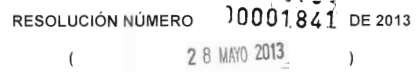 RESOLUCIÓN NÚMERO 00001841 DE 2013
( 28 MAYO 2013 )